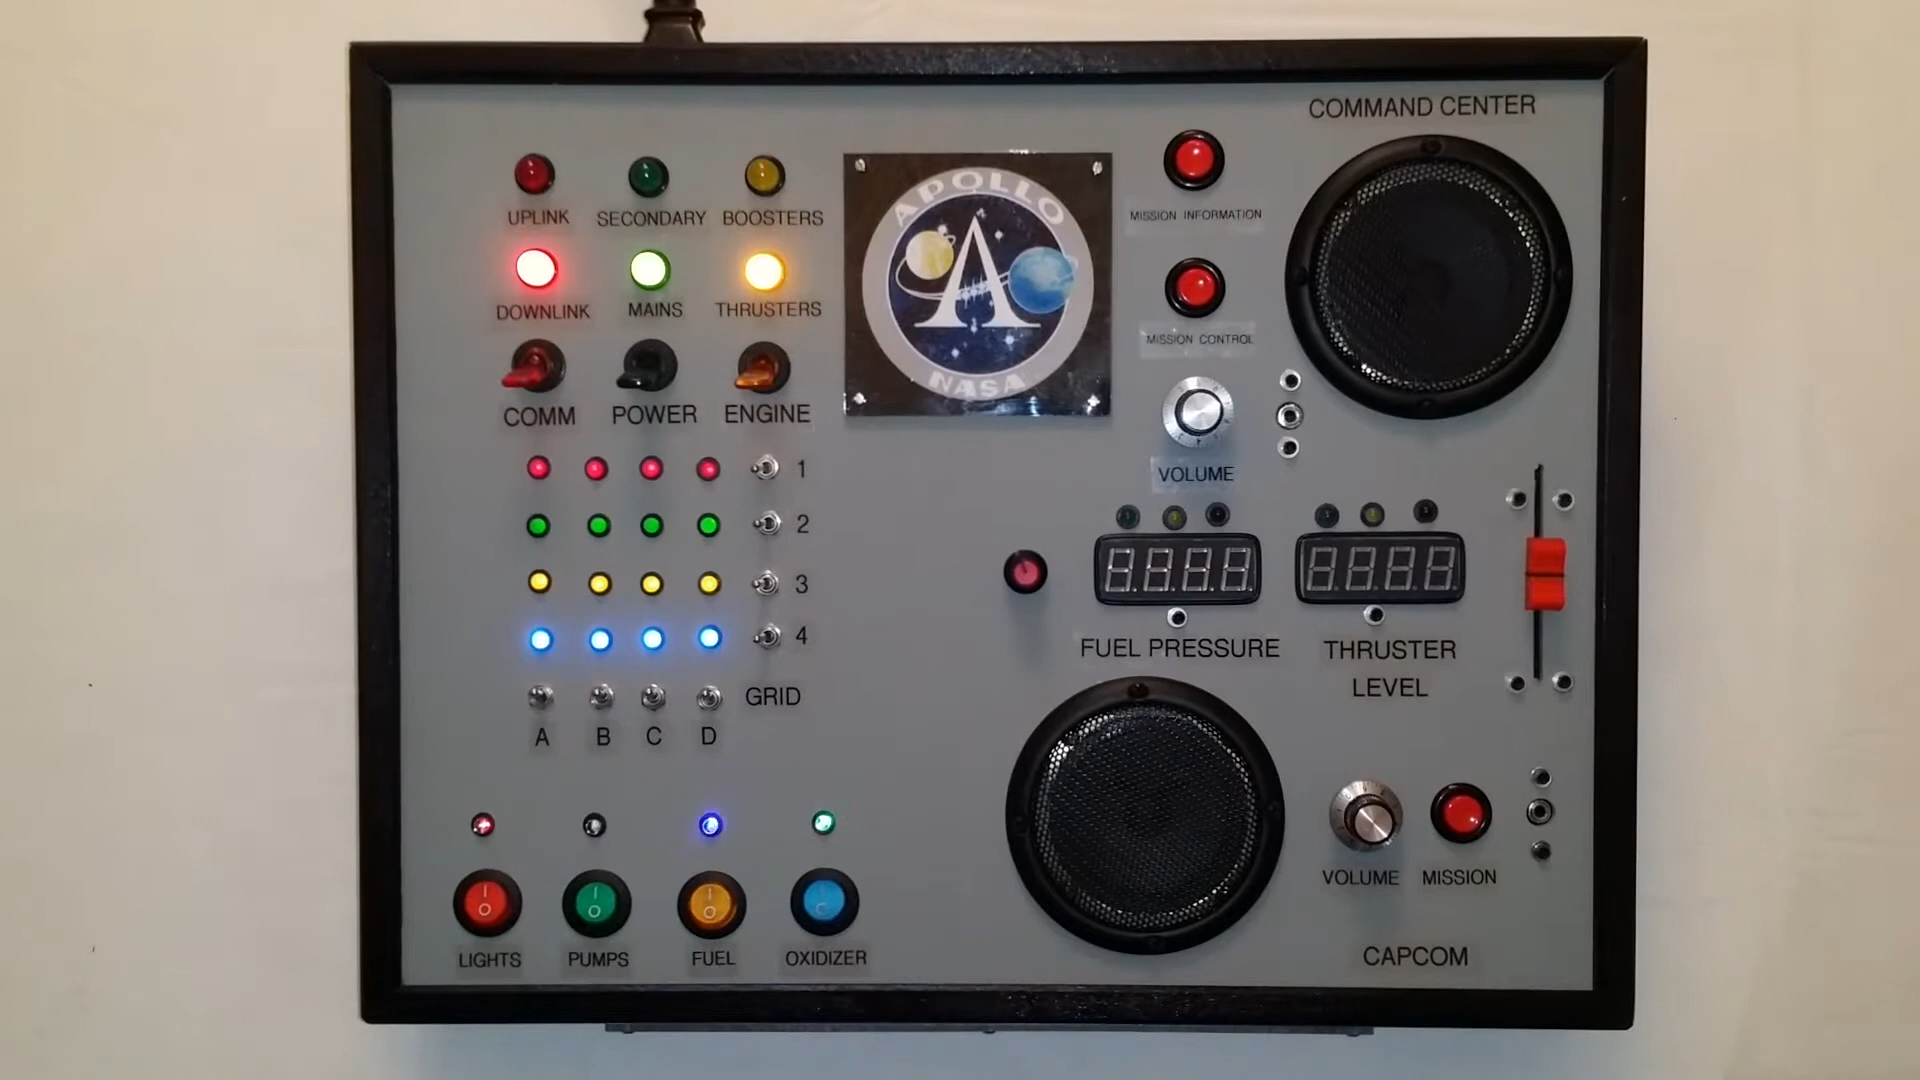 COMMAND CENTER
UPLINK SECONDARY BOOSTERS
DOWNLINK MAINS THRUSTERS
COMM POWER ENGINE
1
2
3
4
GRID
A B C D
LIGHTS PUMPS FUEL OXIDIZER
APOLLO
NASA
MISSION INFORMATION
MISSION CONTROL
VOLUME
FUEL PRESSURE
THRUSTER
LEVEL
VOLUME MISSION
CAPCOM